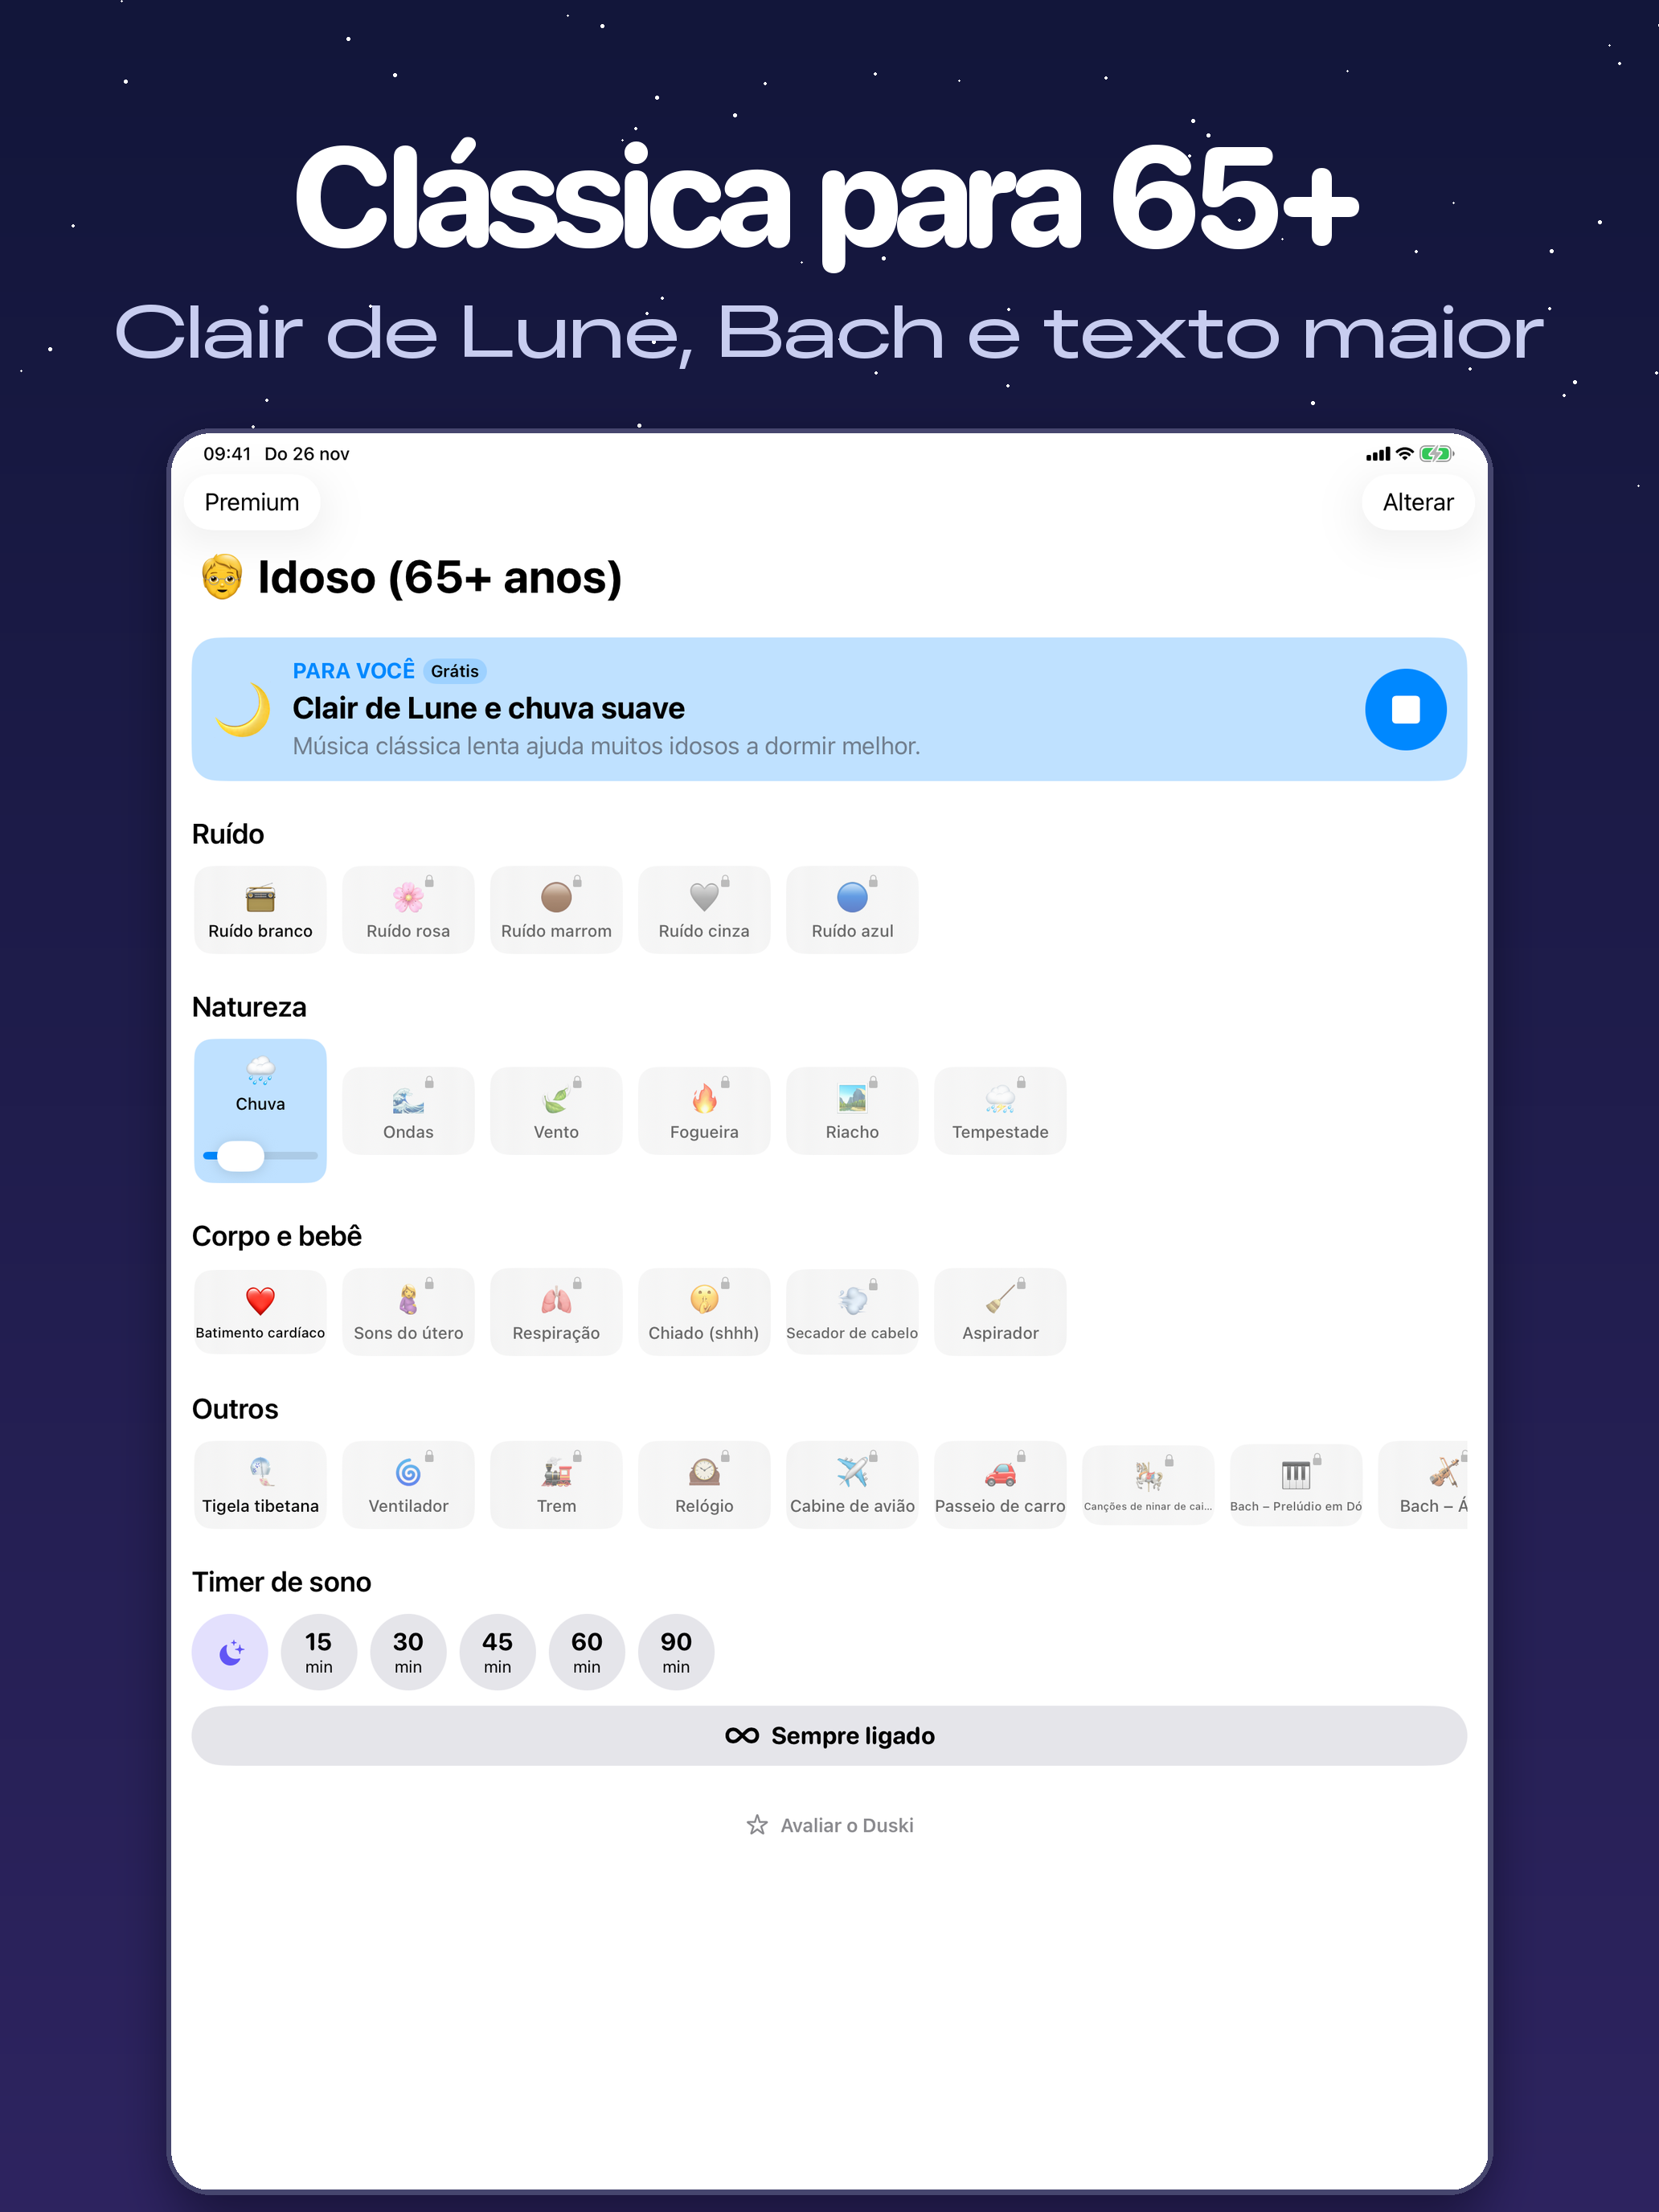 Clássica para 65+
Clair de Lune, Bach e texto maior
09:41 Do 26 nov
Premium
Alterar
Idoso (65+ anos)
PARA VOCÊ Grátis
Clair de Lune e chuva suave
Música clássica lenta ajuda muitos idosos a dormir melhor.
Ruído
Ruído branco
Ruído rosa
Ruído marrom
Ruído cinza
Ruído azul
Natureza
Chuva
Ondas
Vento
Fogueira
Riacho
Tempestade
Corpo e bebê
Batimento cardíaco
Sons do útero
Respiração
Chiado (shhh)
Secador de cabelo
Aspirador
Outros
Tigela tibetana
Ventilador
Trem
Relógio
Cabine de avião
Passeio de carro
Canções de ninar de cai...
Bach – Prelúdio em Dó
Bach – Á
Timer de sono
15 min
30 min
45 min
60 min
90 min
Sempre ligado
Avaliar o Duski